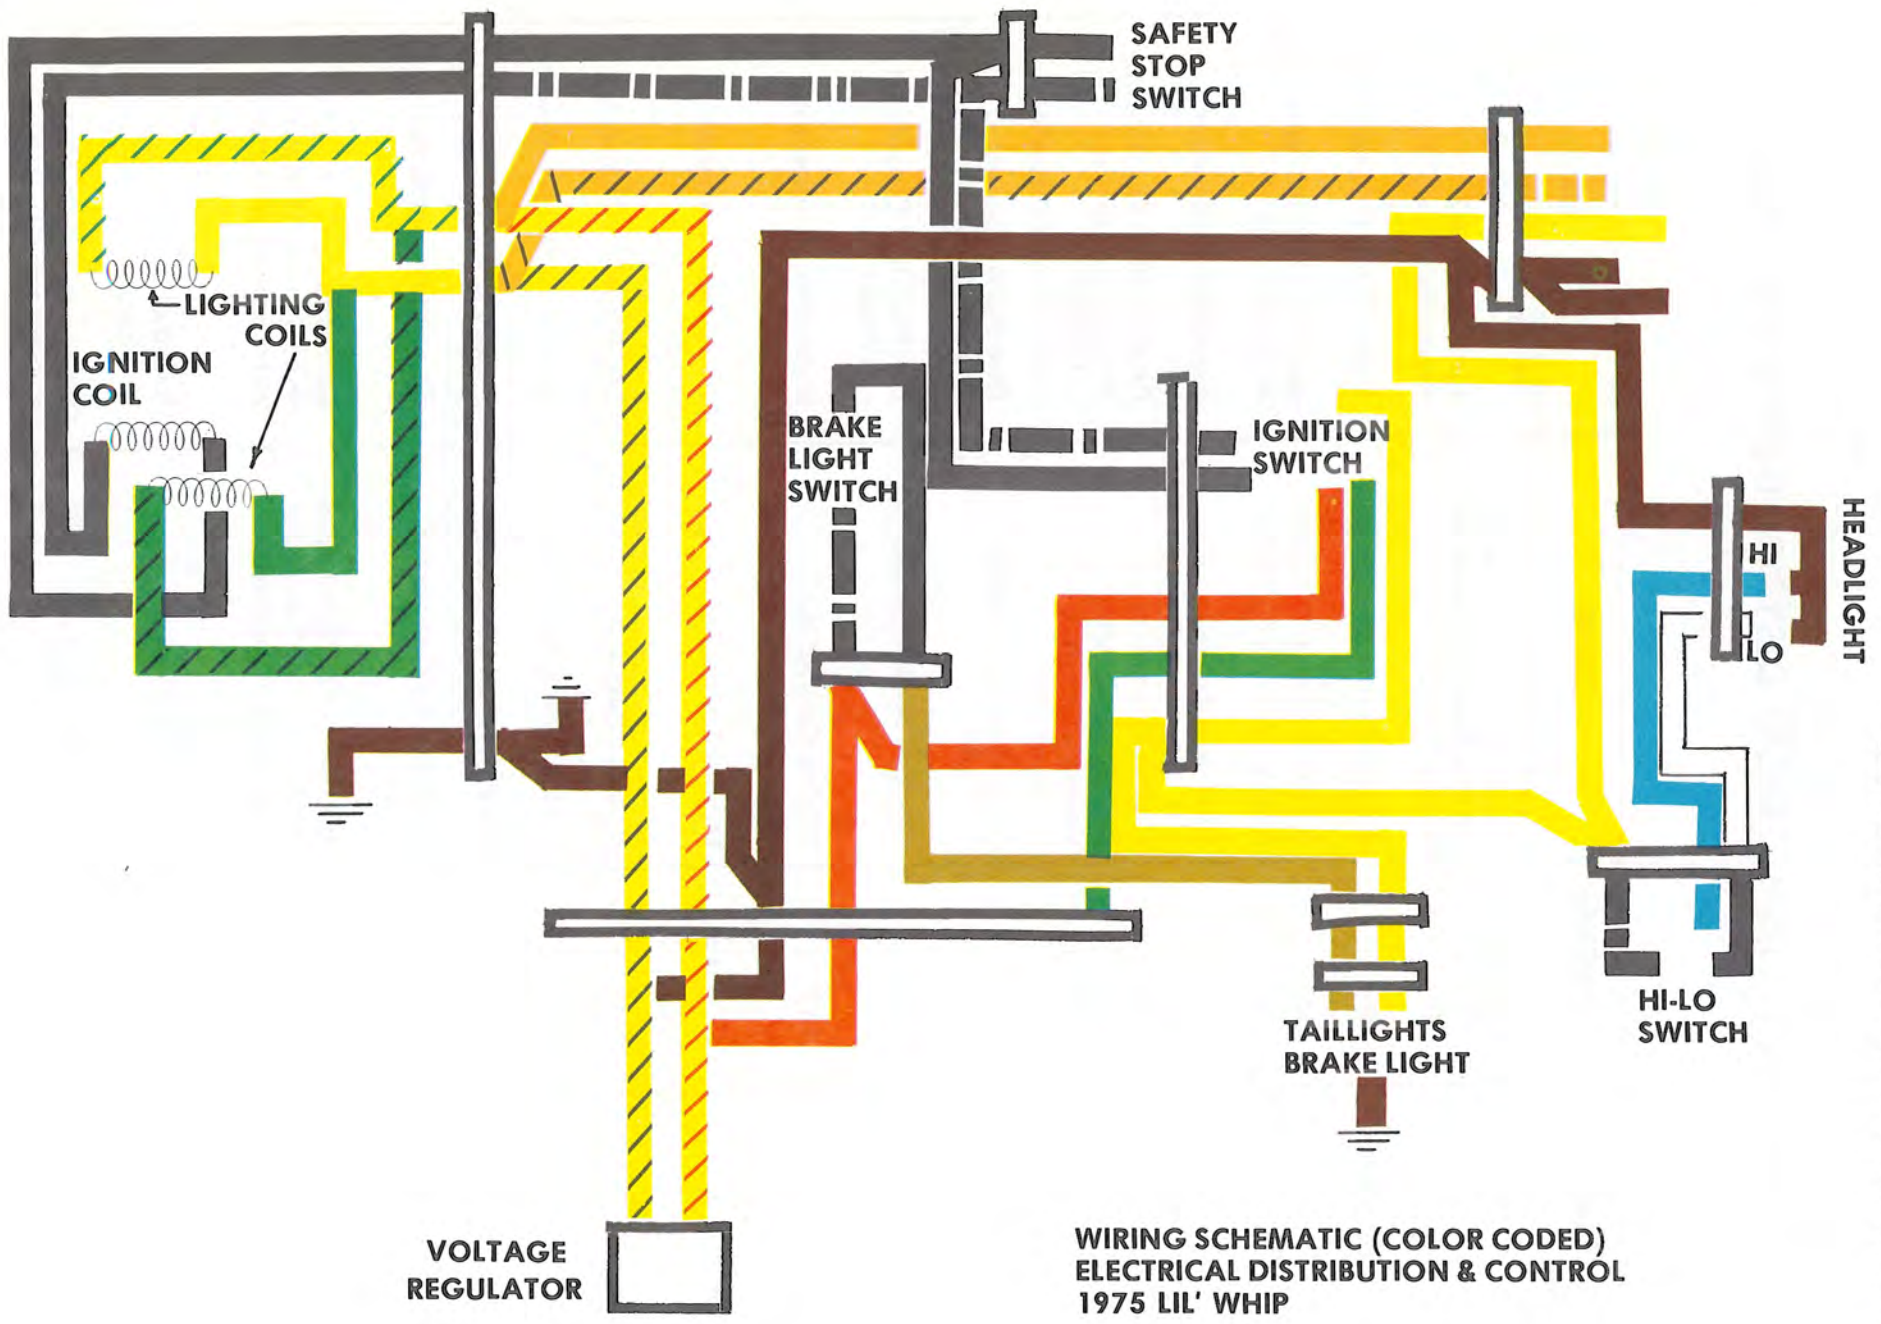 SAFETY
STOP
SWITCH
LIGHTING
COILS
IGNITION
COIL
BRAKE
LIGHT
SWITCH
IGNITION
SWITCH
HEADLIGHT
HI
LO
HI-LO
SWITCH
TAILLIGHTS
BRAKE LIGHT
VOLTAGE
REGULATOR
WIRING SCHEMATIC (COLOR CODED)
ELECTRICAL DISTRIBUTION & CONTROL
1975 LIL' WHIP